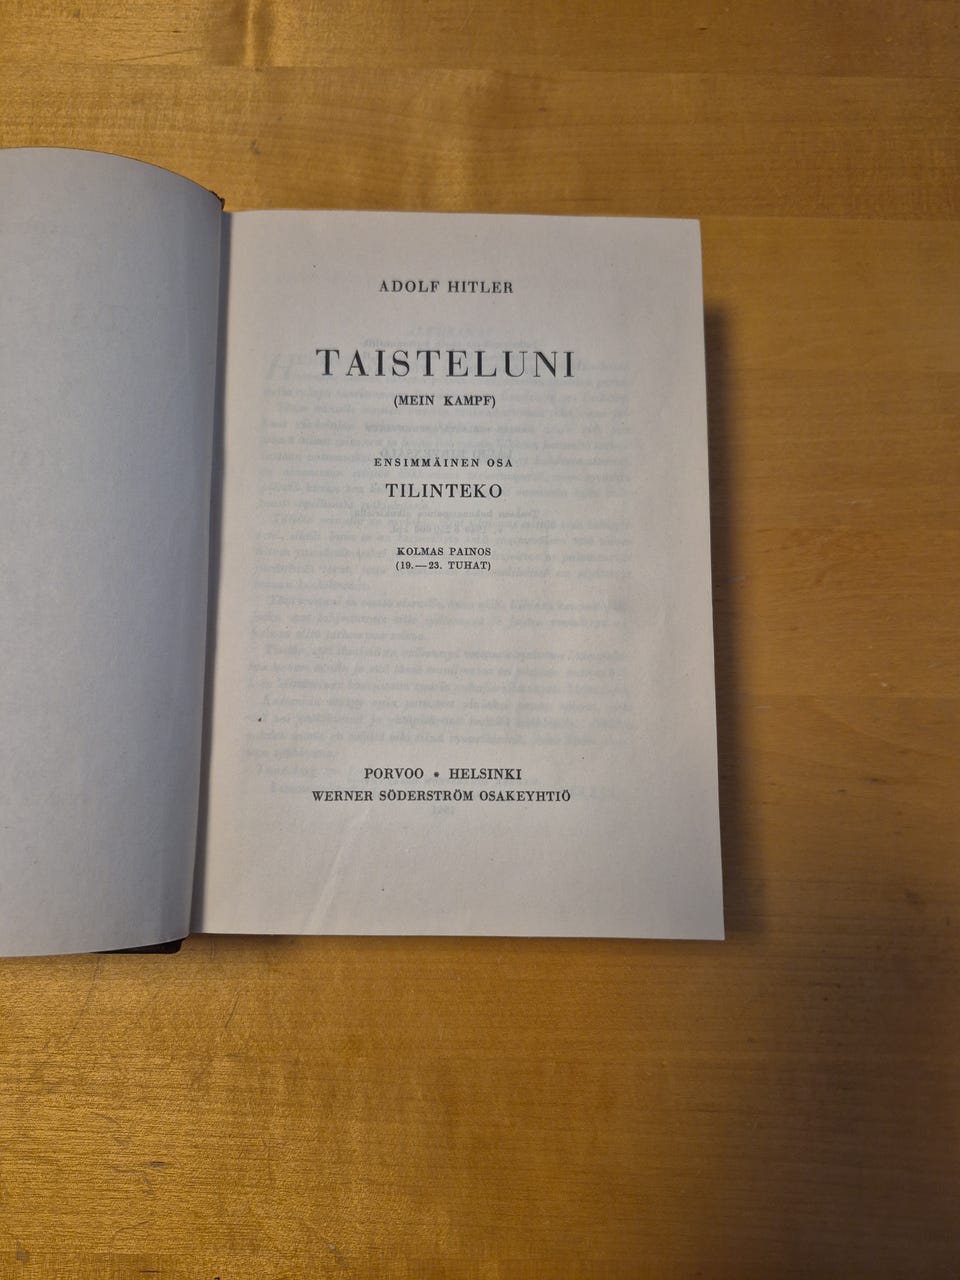 ADOLF HITLER
TAISTELUNI
(MEIN KAMPF)
ENSIMMÄINEN OSA
TILINTEKO
KOLMAS PAINOS
(19.—23. TUHAT)
PORVOO * HELSINKI
WERNER SÖDERSTRÖM OSAKEYHTIÖ